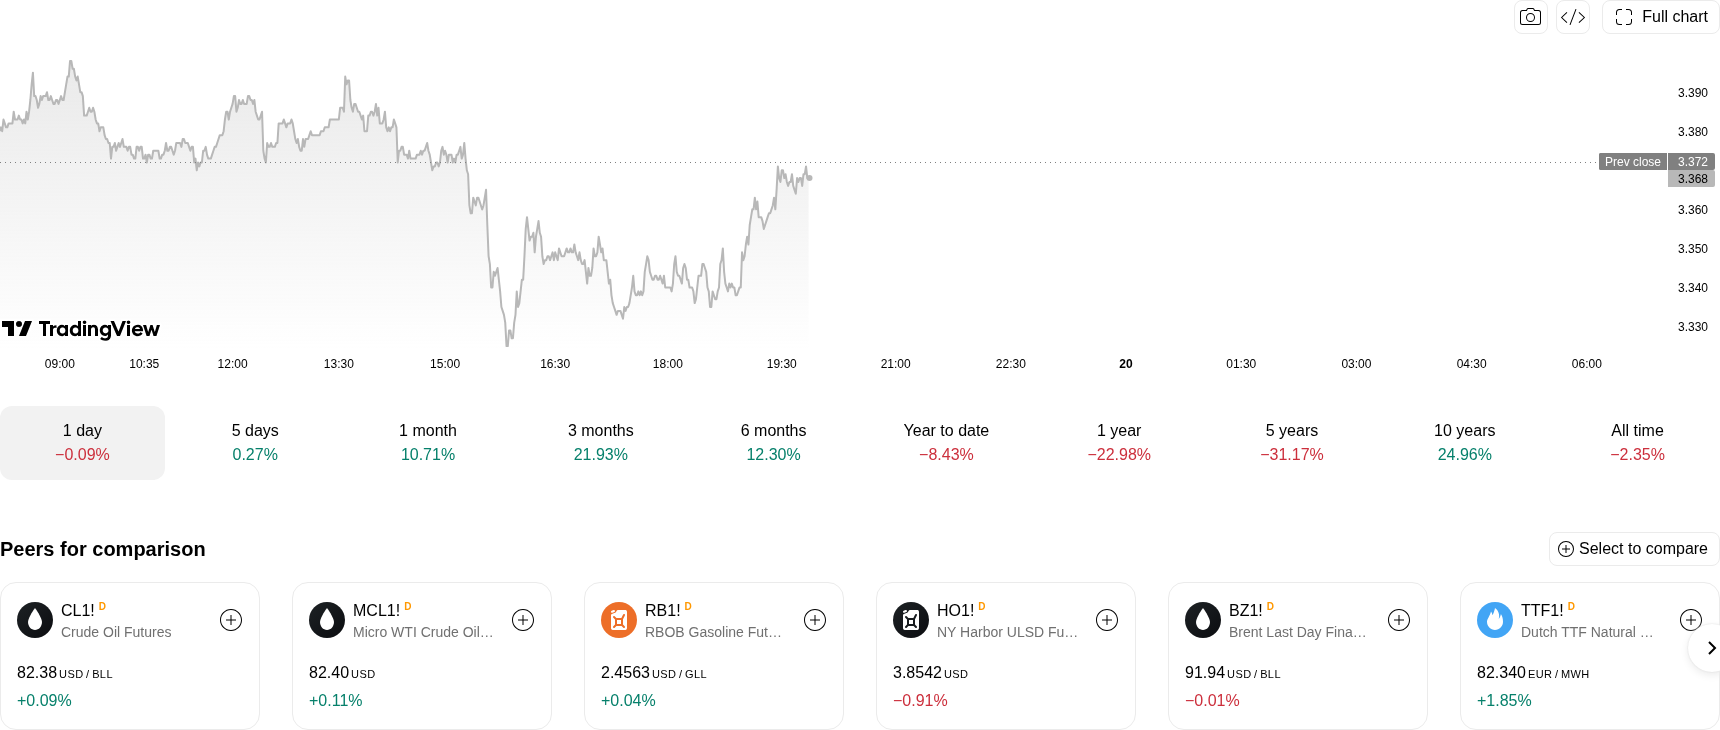 Full chart
3.390
3.380
Prev close 3.372
3.368
3.360
3.350
3.340
3.330
TradingView
09:00 10:35 12:00 13:30 15:00 16:30 18:00 19:30 21:00 22:30 20 01:30 03:00 04:30 06:00
1 day 5 days 1 month 3 months 6 months Year to date 1 year 5 years 10 years All time
−0.09% 0.27% 10.71% 21.93% 12.30% −8.43% −22.98% −31.17% 24.96% −2.35%
Peers for comparison
Select to compare
CL1! D
Crude Oil Futures
82.38 USD / BLL
+0.09%
MCL1! D
Micro WTI Crude Oil…
82.40 USD
+0.11%
RB1! D
RBOB Gasoline Fut…
2.4563 USD / GLL
+0.04%
HO1! D
NY Harbor ULSD Fu…
3.8542 USD
−0.91%
BZ1! D
Brent Last Day Fina…
91.94 USD / BLL
−0.01%
TTF1! D
Dutch TTF Natural …
82.340 EUR / MWH
+1.85%